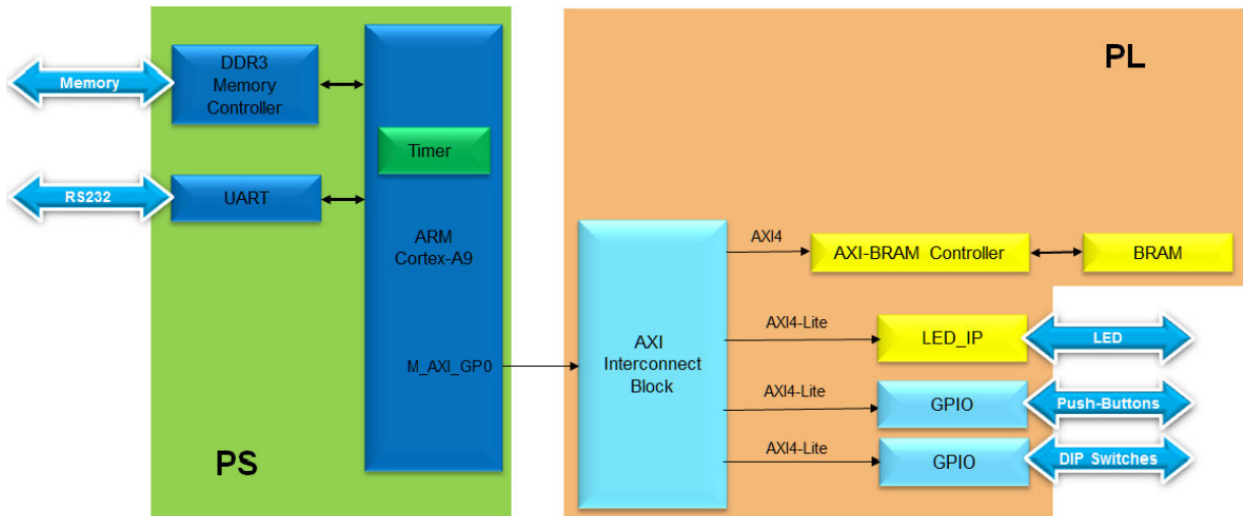 PL
DDR3
Memory
Controller
Memory
Timer
RS232
UART
ARM
Cortex-A9
AXI4
AXI-BRAM Controller
BRAM
AXI4-Lite
LED_IP
LED
AXI
Interconnect
Block
M_AXI_GP0
AXI4-Lite
GPIO
Push-Buttons
AXI4-Lite
GPIO
DIP Switches
PS